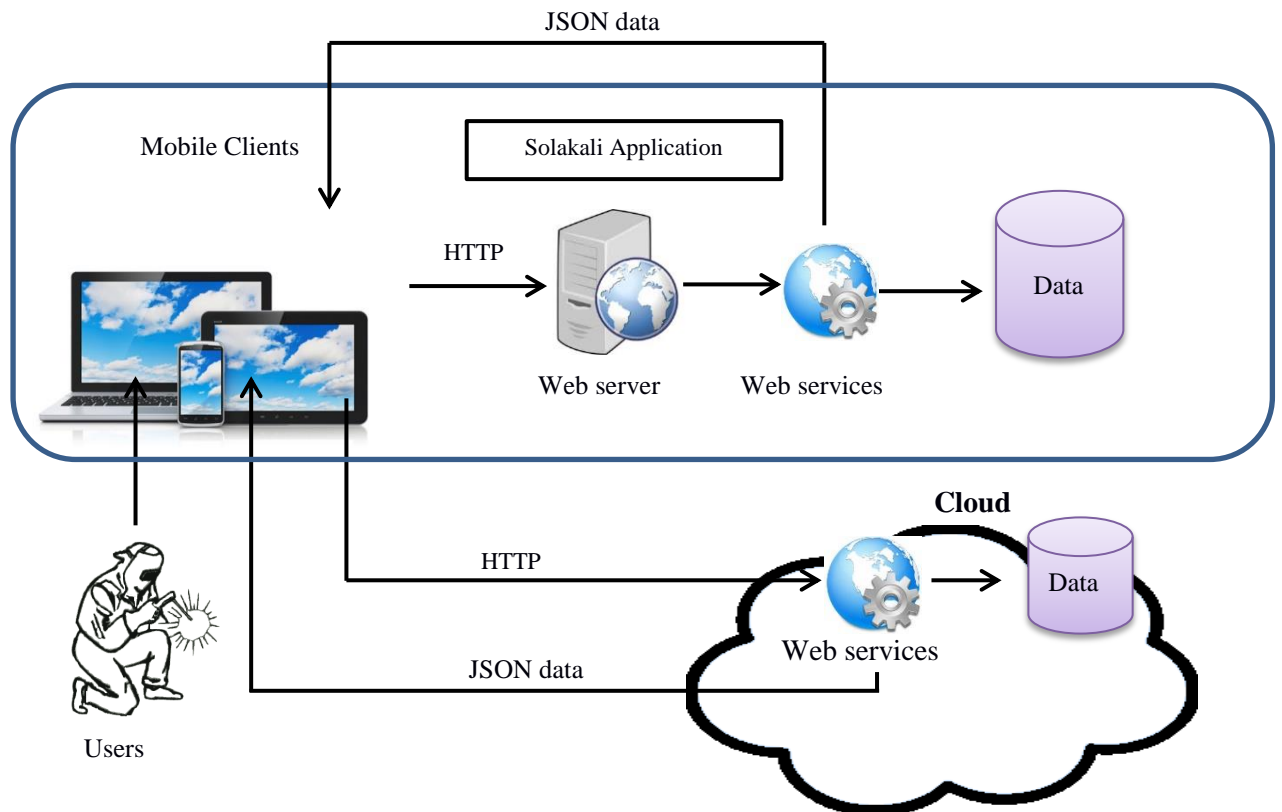 JSON data
Mobile Clients
Solakali Application
HTTP
Data
Web server
Web services
Cloud
HTTP
Data
Web services
JSON data
Users